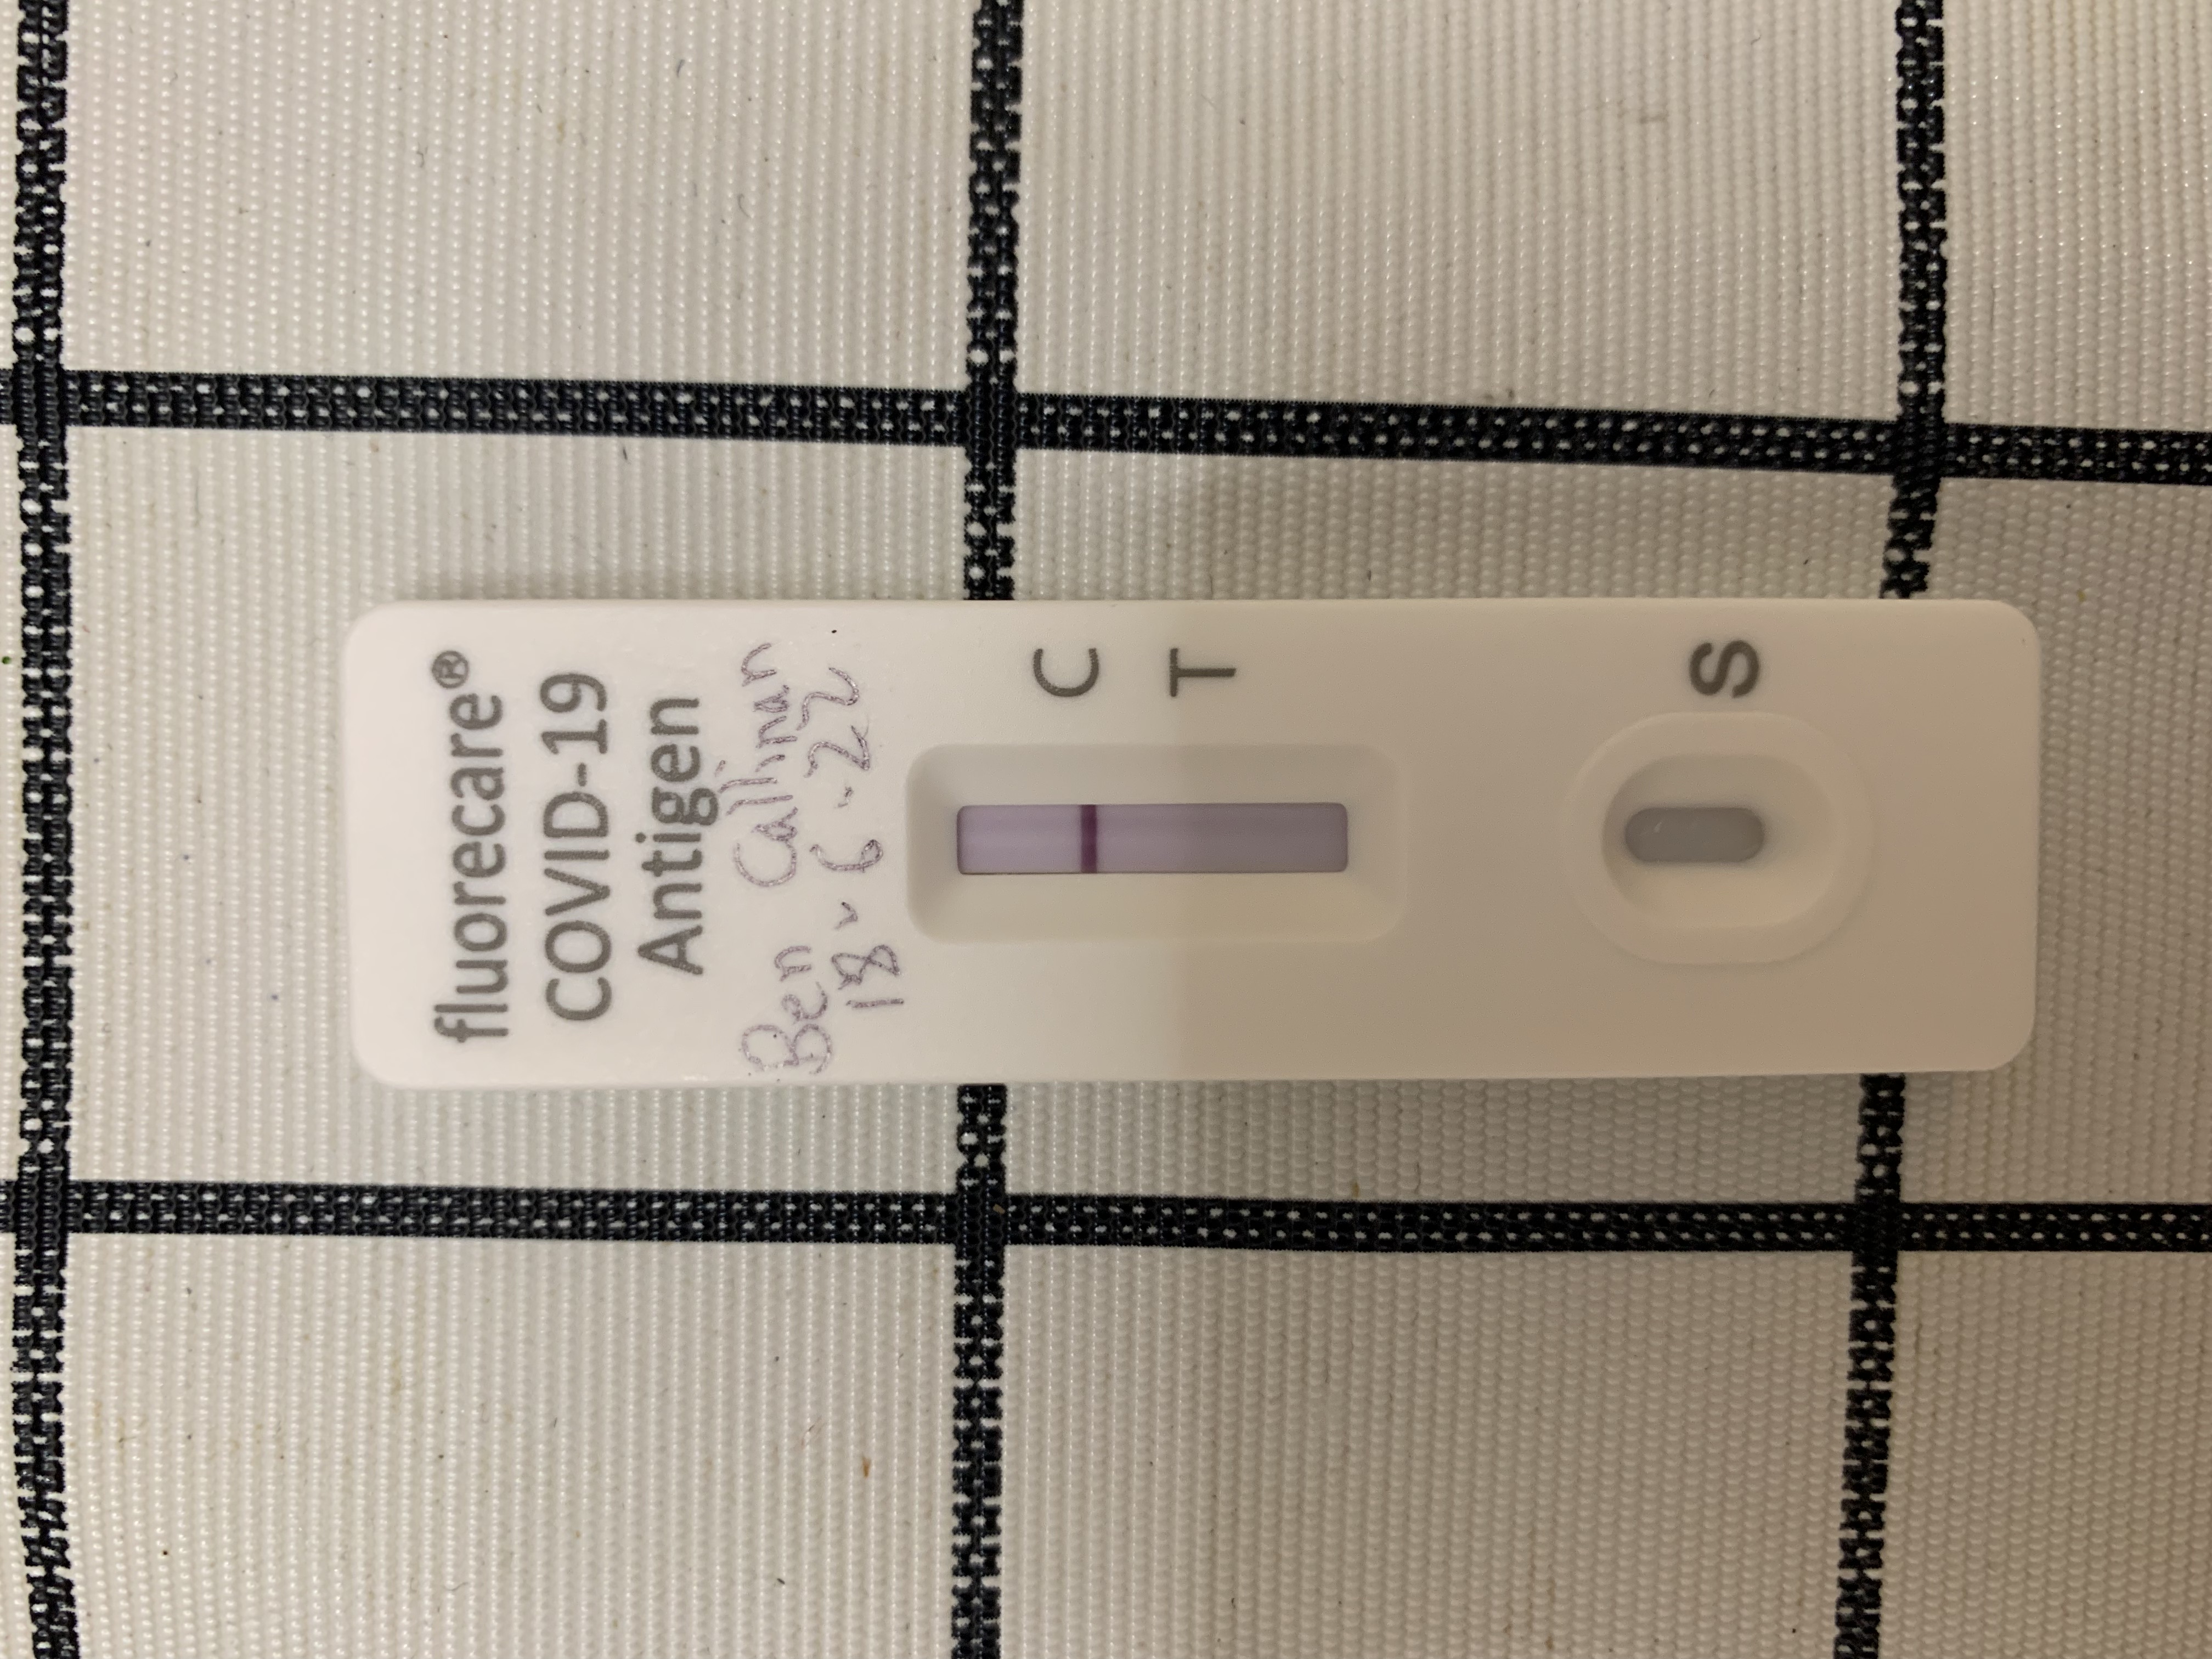 fluorecare®
COVID-19
Antigen
Ben Callinan
18-6-22
C
T
S